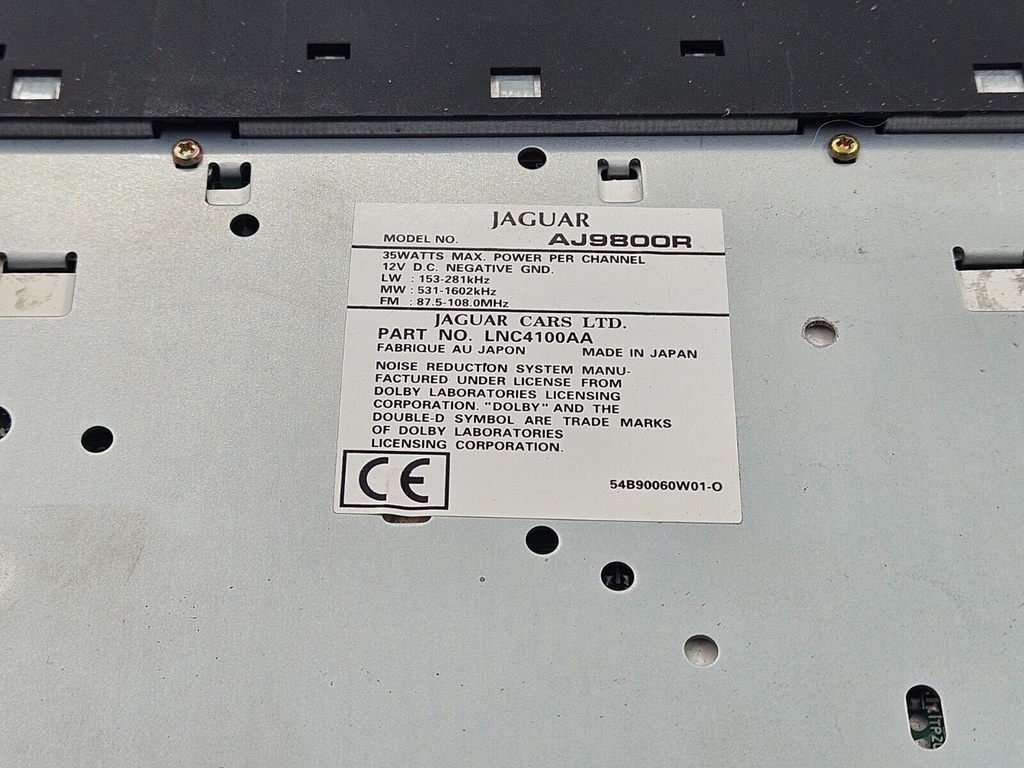 JAGUAR
MODEL NO. AJ9800R
35WATTS MAX. POWER PER CHANNEL
12V D.C. NEGATIVE GND.
LW : 153-281kHz
MW : 531-1602kHz
FM : 87.5-108.0MHz
JAGUAR CARS LTD.
PART NO. LNC4100AA
FABRIQUE AU JAPON MADE IN JAPAN
NOISE REDUCTION SYSTEM MANU-
FACTURED UNDER LICENSE FROM
DOLBY LABORATORIES LICENSING
CORPORATION. "DOLBY" AND THE
DOUBLE-D SYMBOL ARE TRADE MARKS
OF DOLBY LABORATORIES
LICENSING CORPORATION.
CE
54B90060W01-O